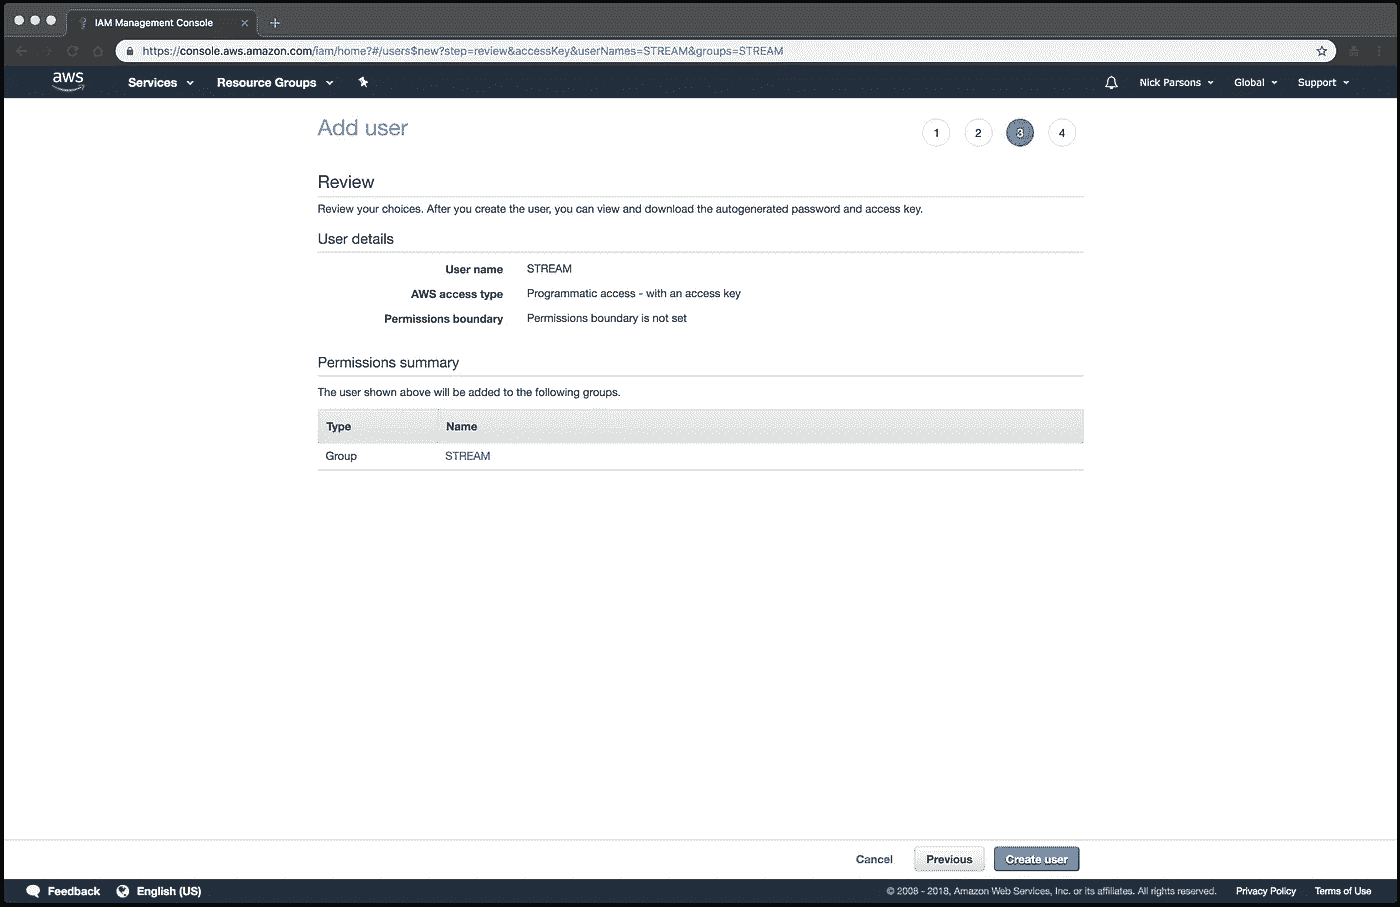 IAM Management Console
https://console.aws.amazon.com/iam/home?#/users$new?step=review&accessKey&userNames=STREAM&groups=STREAM
aws Services Resource Groups Nick Parsons Global Support
Add user 1 2 3 4
Review
Review your choices. After you create the user, you can view and download the autogenerated password and access key.
User details
User name STREAM
AWS access type Programmatic access - with an access key
Permissions boundary Permissions boundary is not set
Permissions summary
The user shown above will be added to the following groups.
Type Name
Group STREAM
Cancel Previous Create user
Feedback English (US) © 2008 - 2018, Amazon Web Services, Inc. or its affiliates. All rights reserved. Privacy Policy Terms of Use